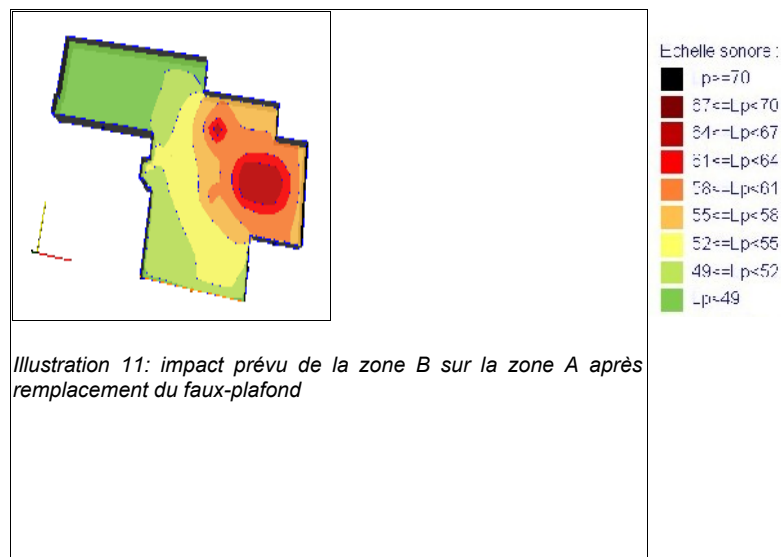 Echelle sonore :
Lp>=70
67<=Lp<70
64<=Lp<67
61<=Lp<64
58<=Lp<61
55<=Lp<58
52<=Lp<55
49<=Lp<52
Lp<49
Illustration 11: impact prévu de la zone B sur la zone A après
remplacement du faux-plafond